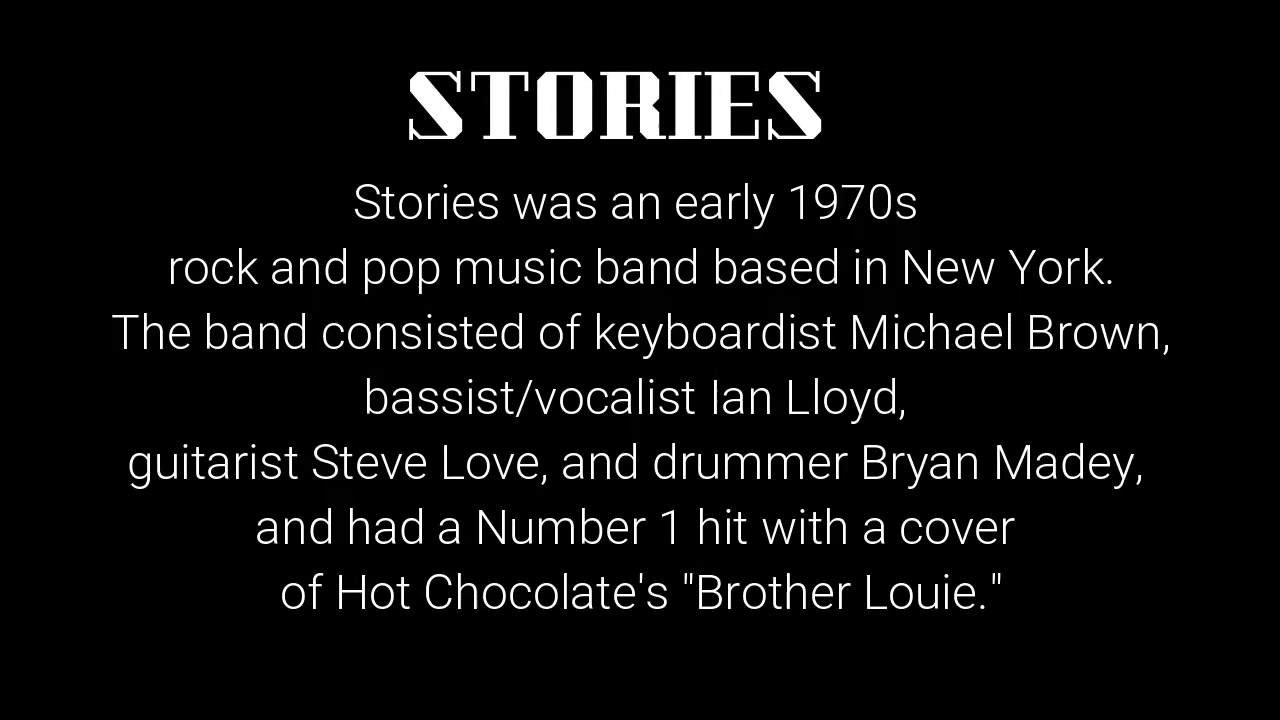 STORIES
Stories was an early 1970s
rock and pop music band based in New York.
The band consisted of keyboardist Michael Brown,
bassist/vocalist Ian Lloyd,
guitarist Steve Love, and drummer Bryan Madey,
and had a Number 1 hit with a cover
of Hot Chocolate's "Brother Louie."